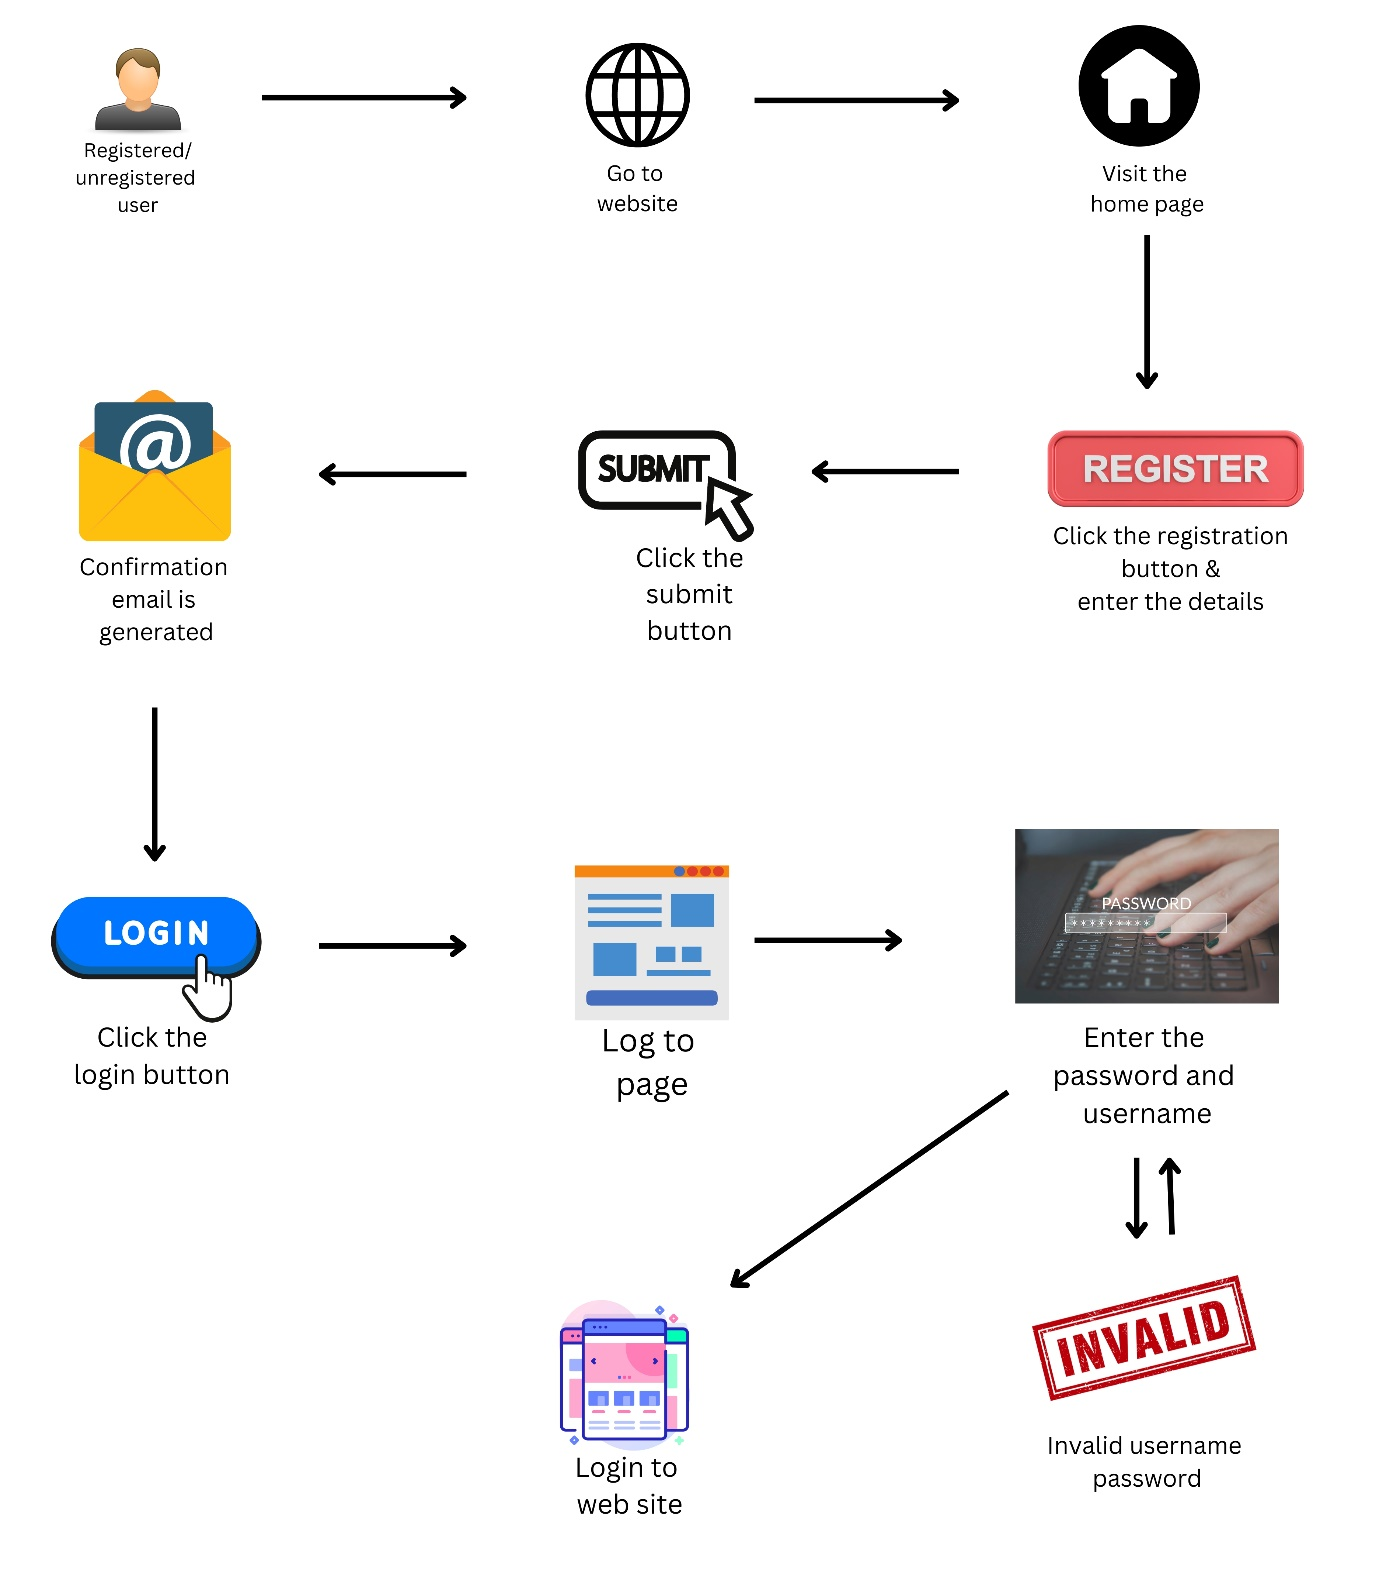 Registered/
unregistered
user
Go to
website
Visit the
home page
@
SUBMIT
REGISTER
Confirmation
email is
generated
Click the
submit
button
Click the registration
button &
enter the details
LOGIN
PASSWORD
*********
Click the
login button
Log to
page
Enter the
password and
username
INVALID
Login to
web site
Invalid username
password